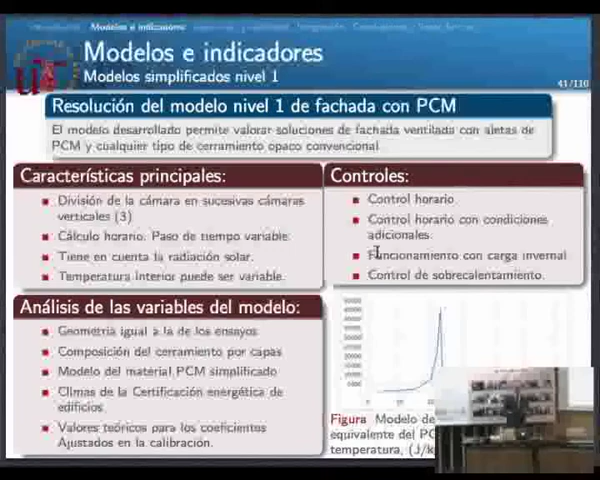 Modelos e indicadores
Modelos e indicadores
Modelos simplificados nivel 1
41/110
Resolución del modelo nivel 1 de fachada con PCM
El modelo desarrollado permite valorar soluciones de fachada ventilada con aletas de
PCM y cualquier tipo de cerramiento opaco convencional.
Características principales:
División de la cámara en sucesivas cámaras
verticales (3)
Cálculo horario. Paso de tiempo variable.
Tiene en cuenta la radiación solar.
Temperatura interior puede ser variable.
Controles:
Control horario.
Control horario con condiciones
adicionales.
Funcionamiento con carga invernal
Control de sobrecalentamiento.
Análisis de las variables del modelo:
Geometría igual a la de los ensayos
Composición del cerramiento por capas
Modelo del material PCM simplificado
Climas de la Certificación energética de
edificios.
Valores teóricos para los coeficientes
Ajustados en la calibración.
Figura Modelo de
equivalente del PC
temperatura, (J/k